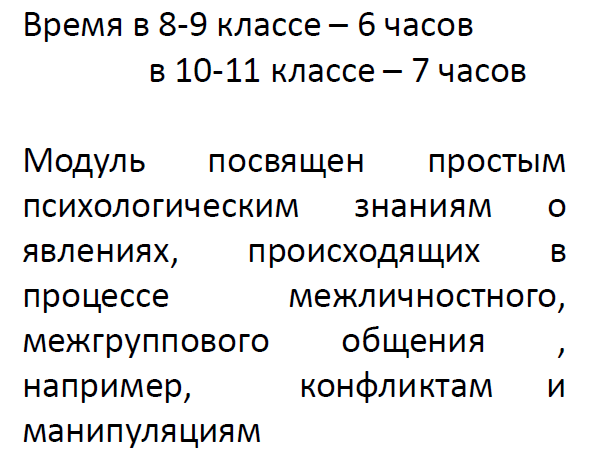 Время в 8-9 классе – 6 часов
в 10-11 классе – 7 часов
Модуль посвящен простым
психологическим знаниям о
явлениях, происходящих в
процессе межличностного,
межгруппового общения ,
например, конфликтам и
манипуляциям